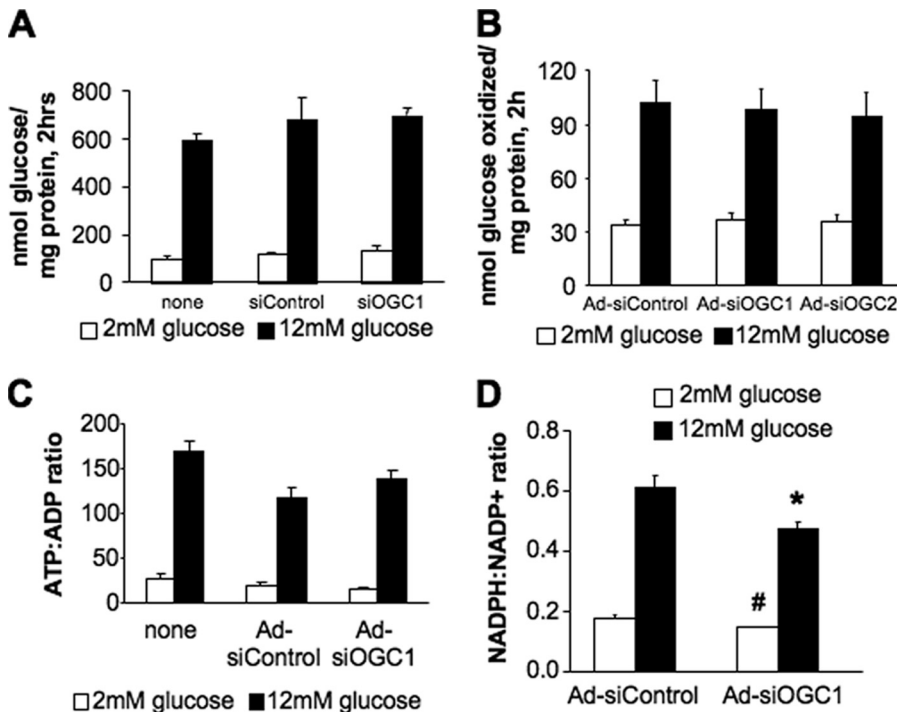 A
nmol glucose/
mg protein, 2hrs
800
600
400
200
0
none siControl siOGC1
2mM glucose 12mM glucose
B
nmol glucose oxidized/
mg protein, 2h
120
90
60
30
0
Ad-siControl Ad-siOGC1 Ad-siOGC2
2mM glucose 12mM glucose
C
ATP:ADP ratio
200
150
100
50
0
none Ad-siControl Ad-siOGC1
2mM glucose 12mM glucose
D
2mM glucose
12mM glucose
NADPH:NADP+ ratio
0.8
0.6
0.4
0.2
0.0
#
*
Ad-siControl Ad-siOGC1